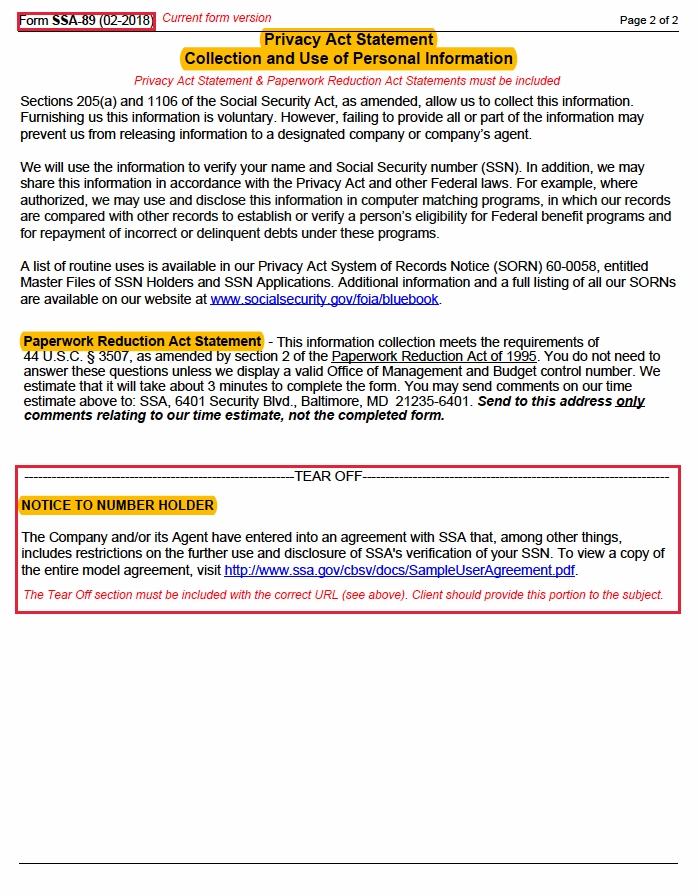 Form SSA-89 (02-2018) Current form version Page 2 of 2
Privacy Act Statement
Collection and Use of Personal Information
Privacy Act Statement & Paperwork Reduction Act Statements must be included
Sections 205(a) and 1106 of the Social Security Act, as amended, allow us to collect this information.
Furnishing us this information is voluntary. However, failing to provide all or part of the information may
prevent us from releasing information to a designated company or company's agent.
We will use the information to verify your name and Social Security number (SSN). In addition, we may
share this information in accordance with the Privacy Act and other Federal laws. For example, where
authorized, we may use and disclose this information in computer matching programs, in which our records
are compared with other records to establish or verify a person's eligibility for Federal benefit programs and
for repayment of incorrect or delinquent debts under these programs.
A list of routine uses is available in our Privacy Act System of Records Notice (SORN) 60-0058, entitled
Master Files of SSN Holders and SSN Applications. Additional information and a full listing of all our SORNs
are available on our website at www.socialsecurity.gov/foia/bluebook.
Paperwork Reduction Act Statement - This information collection meets the requirements of
44 U.S.C. § 3507, as amended by section 2 of the Paperwork Reduction Act of 1995. You do not need to
answer these questions unless we display a valid Office of Management and Budget control number. We
estimate that it will take about 3 minutes to complete the form. You may send comments on our time
estimate above to: SSA, 6401 Security Blvd., Baltimore, MD 21235-6401. Send to this address only
comments relating to our time estimate, not the completed form.
------------------------------------------------------------TEAR OFF--------------------------------------------------------------------
NOTICE TO NUMBER HOLDER
The Company and/or its Agent have entered into an agreement with SSA that, among other things,
includes restrictions on the further use and disclosure of SSA's verification of your SSN. To view a copy of
the entire model agreement, visit http://www.ssa.gov/cbsv/docs/SampleUserAgreement.pdf.
The Tear Off section must be included with the correct URL (see above). Client should provide this portion to the subject.